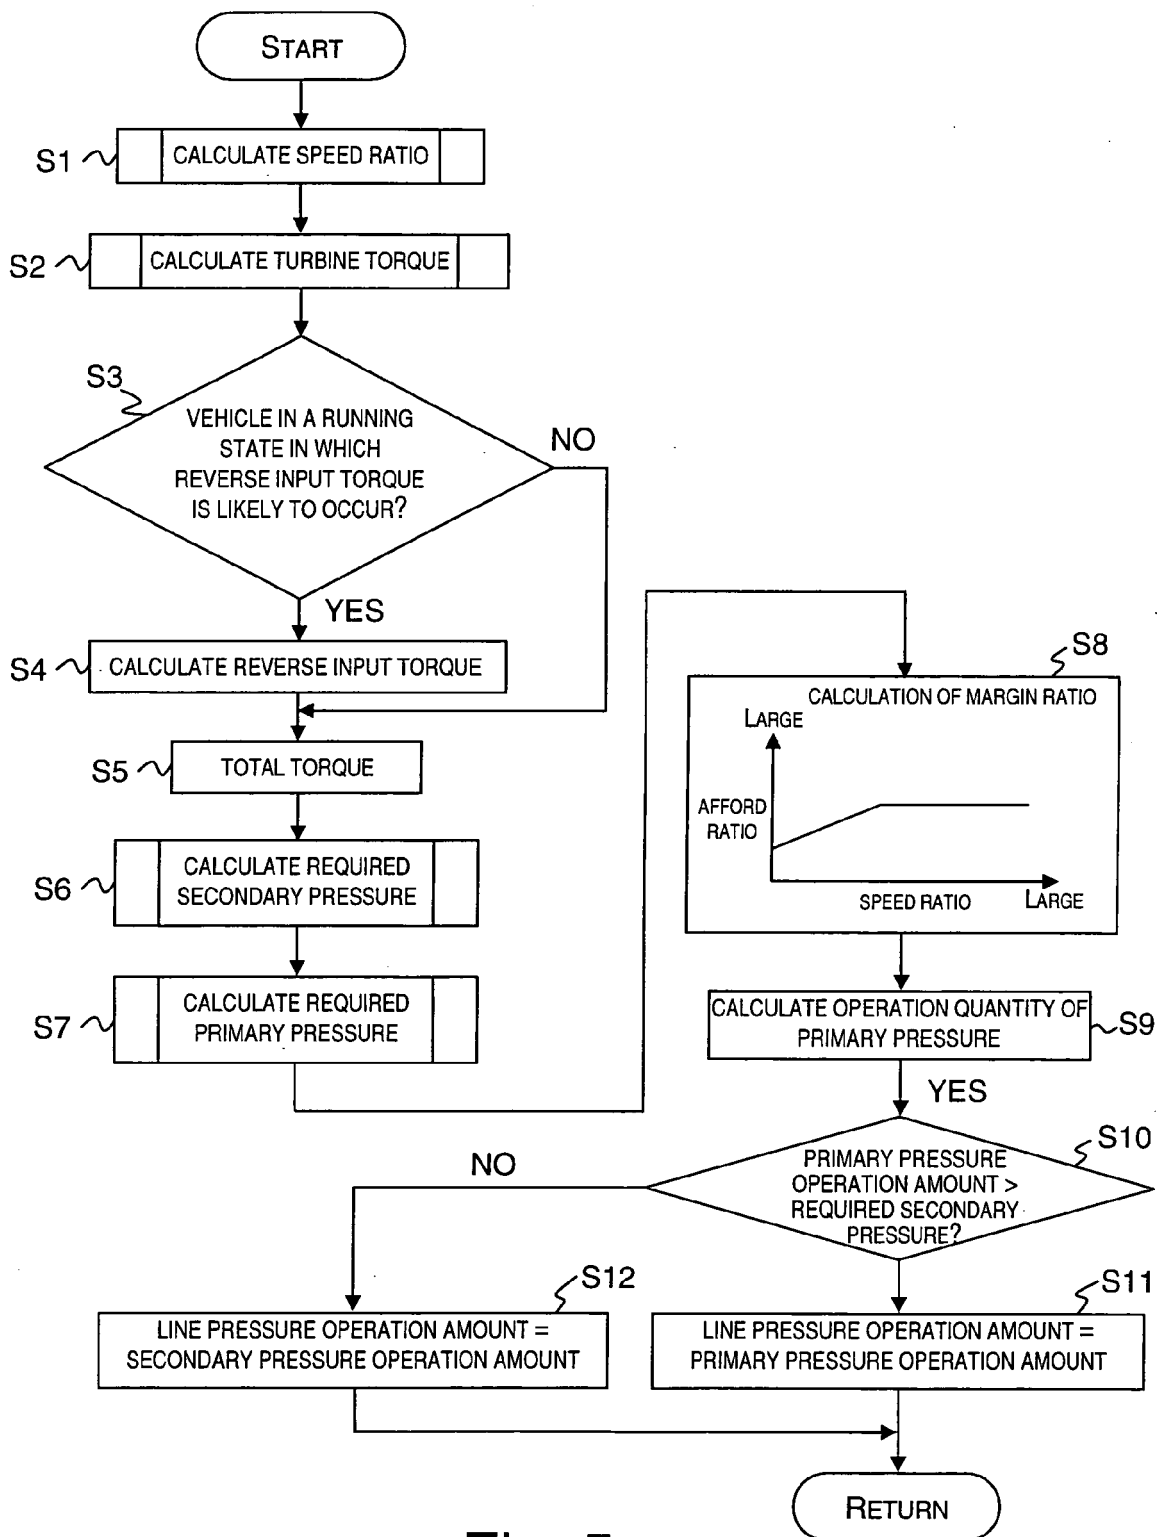 START
S1
CALCULATE SPEED RATIO
S2
CALCULATE TURBINE TORQUE
S3
VEHICLE IN A RUNNING
STATE IN WHICH
REVERSE INPUT TORQUE
IS LIKELY TO OCCUR?
NO
YES
S4
CALCULATE REVERSE INPUT TORQUE
S5
TOTAL TORQUE
S6
CALCULATE REQUIRED
SECONDARY PRESSURE
S7
CALCULATE REQUIRED
PRIMARY PRESSURE
S8
CALCULATION OF MARGIN RATIO
LARGE
AFFORD
RATIO
SPEED RATIO
LARGE
CALCULATE OPERATION QUANTITY OF
PRIMARY PRESSURE
S9
YES
S10
PRIMARY PRESSURE
OPERATION AMOUNT >
REQUIRED SECONDARY
PRESSURE?
NO
S12
LINE PRESSURE OPERATION AMOUNT =
SECONDARY PRESSURE OPERATION AMOUNT
S11
LINE PRESSURE OPERATION AMOUNT =
PRIMARY PRESSURE OPERATION AMOUNT
RETURN